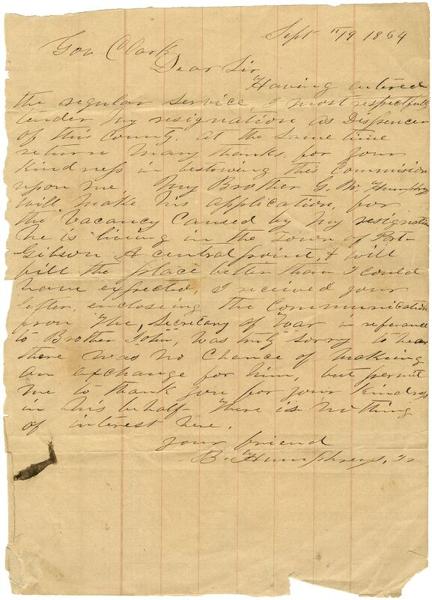 Sept "19 1864
Gov Clark
Dear Sir
Having entered
the regular service, I most respectfully
tender my resignation as Dispencer
of this County, at the same time
return many thanks for your
kindness in bestowing this Commission
upon me. My Brother G. W. Humphrey
will make his application, for
the Vacancy Caused by my resignation
he is living in the Town of Port-
Gibson A central point, & will
fill the place better than I could
have expected. I received your
letter, enclosing the Communication
from The Secretary of War in referance
to Brother John, was truly sorry to hear
there was no Chance of making
an exchange for him, but permit
me to thank you for your kindness
in his behalf. There is nothing
of interest here.
your friend
B. Humphreys, Jr